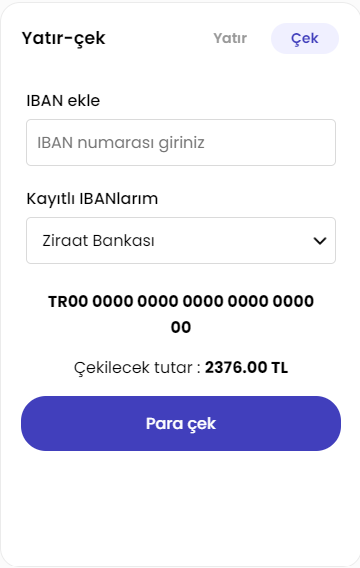 Yatır-çek
Yatır
Çek
IBAN ekle
IBAN numarası giriniz
Kayıtlı IBANlarım
Ziraat Bankası
TR00 0000 0000 0000 0000 0000
00
Çekilecek tutar : 2376.00 TL
Para çek